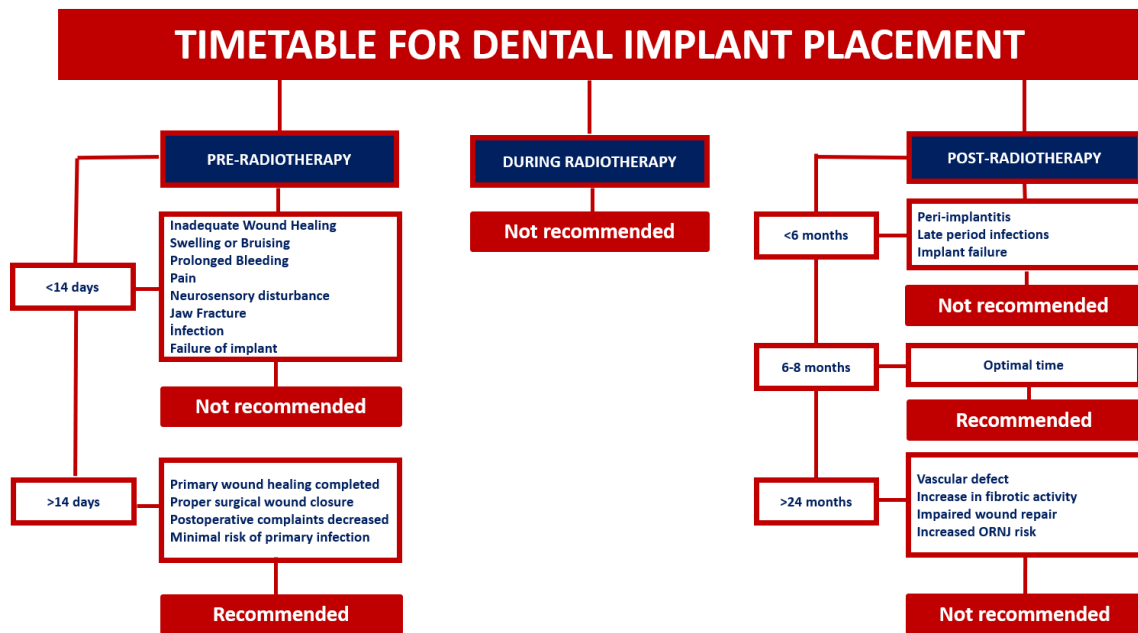 TIMETABLE FOR DENTAL IMPLANT PLACEMENT
PRE-RADIOTHERAPY
<14 days
Inadequate Wound Healing
Swelling or Bruising
Prolonged Bleeding
Pain
Neurosensory disturbance
Jaw Fracture
İnfection
Failure of implant
Not recommended
>14 days
Primary wound healing completed
Proper surgical wound closure
Postoperative complaints decreased
Minimal risk of primary infection
Recommended
DURING RADIOTHERAPY
Not recommended
POST-RADIOTHERAPY
<6 months
Peri-implantitis
Late period infections
Implant failure
Not recommended
6-8 months
Optimal time
Recommended
>24 months
Vascular defect
Increase in fibrotic activity
Impaired wound repair
Increased ORNJ risk
Not recommended